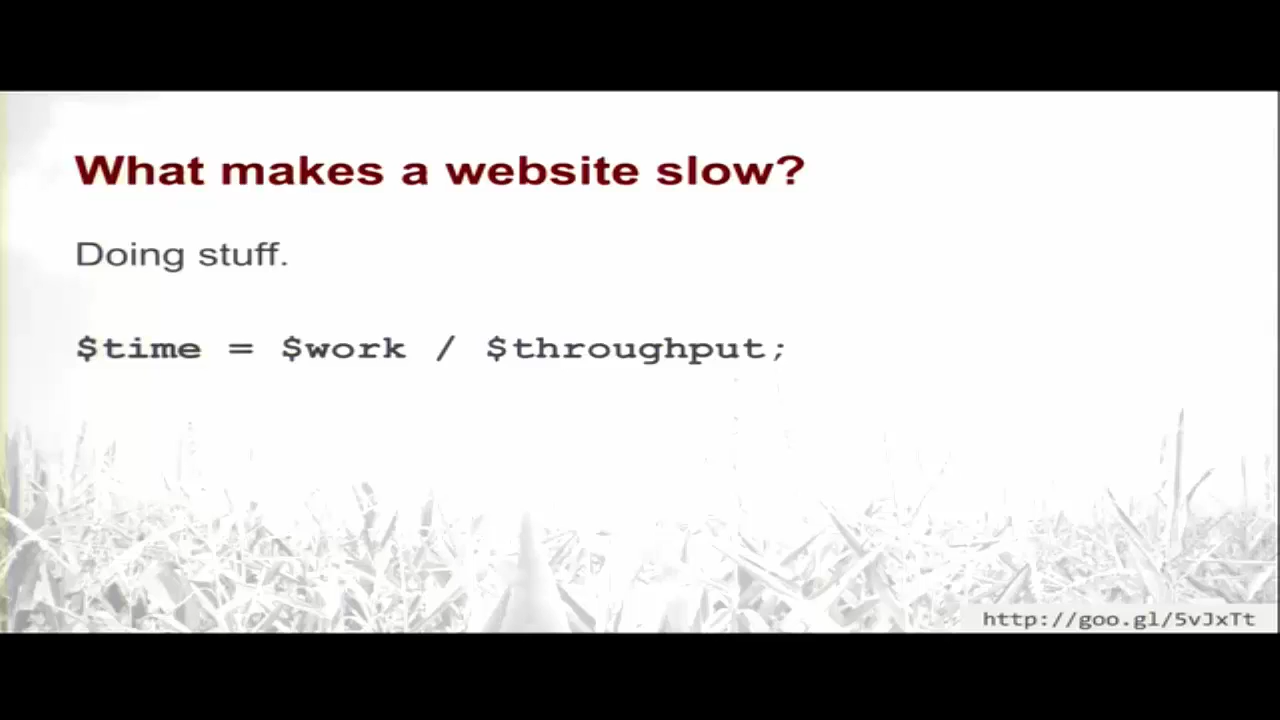 What makes a website slow?
Doing stuff.
$time = $work / $throughput;
http://goo.gl/5vJxTt